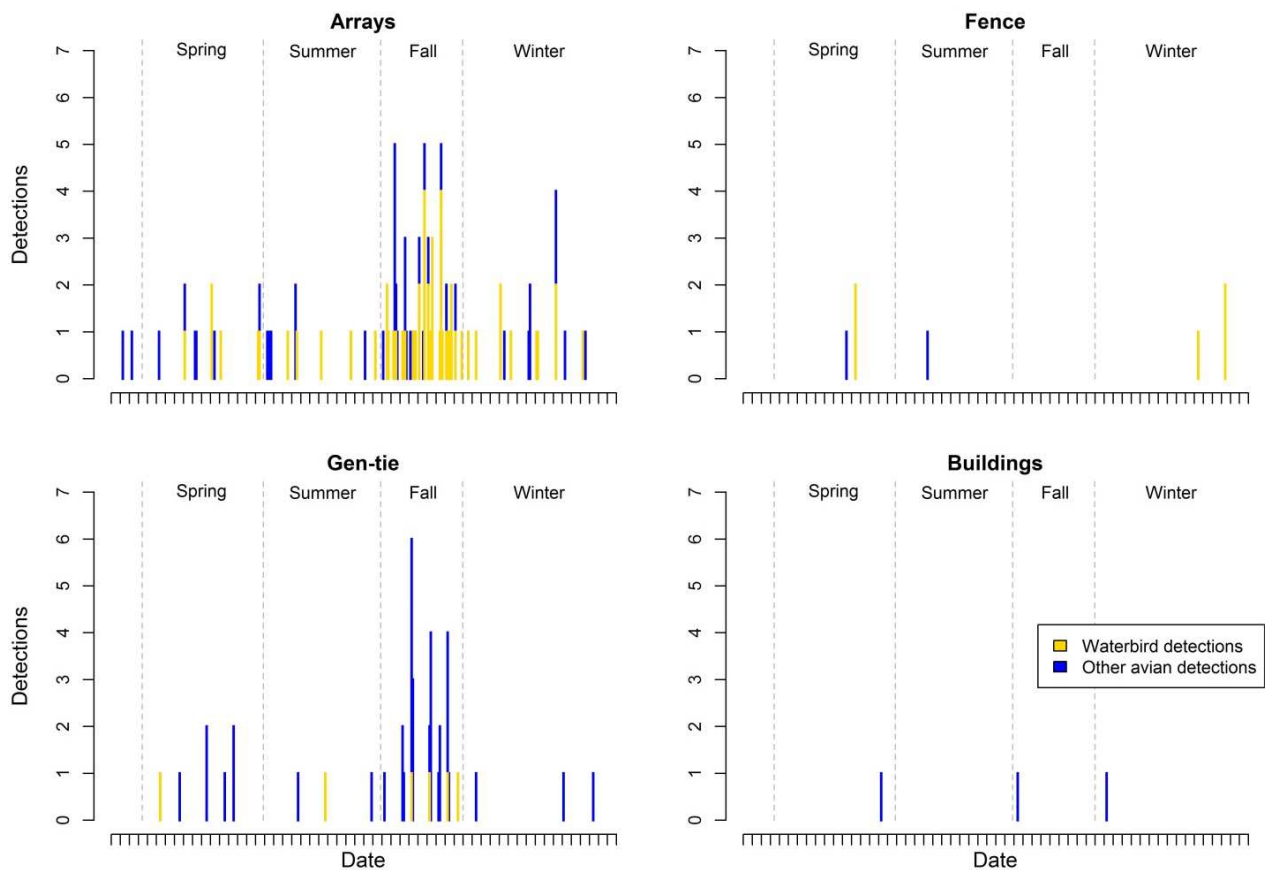 Arrays
Spring Summer Fall Winter
7
6
5
4
3
2
1
0
Detections
Fence
Spring Summer Fall Winter
7
6
5
4
3
2
1
0
Gen-tie
Spring Summer Fall Winter
7
6
5
4
3
2
1
0
Detections
Date
Buildings
Spring Summer Fall Winter
7
6
5
4
3
2
1
0
Waterbird detections
Other avian detections
Date